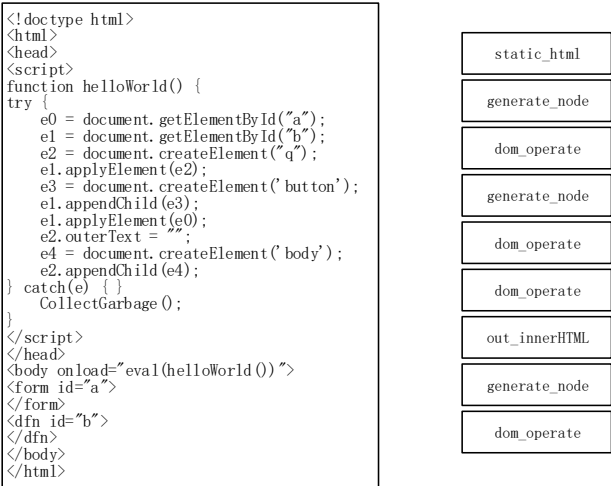 <!doctype html>
<html>
<head>
<script>
function helloWorld() {
try {
    e0 = document.getElementById("a");
    e1 = document.getElementById("b");
    e2 = document.createElement("q");
    e1.applyElement(e2);
    e3 = document.createElement('button');
    e1.appendChild(e3);
    e1.applyElement(e0);
    e2.outerText = "";
    e4 = document.createElement('body');
    e2.appendChild(e4);
} catch(e) { }
    CollectGarbage();
}
</script>
</head>
<body onload="eval(helloWorld())">
<form id="a">
</form>
<dfn id="b">
</dfn>
</body>
</html>
static_html
generate_node
dom_operate
generate_node
dom_operate
dom_operate
out_innerHTML
generate_node
dom_operate